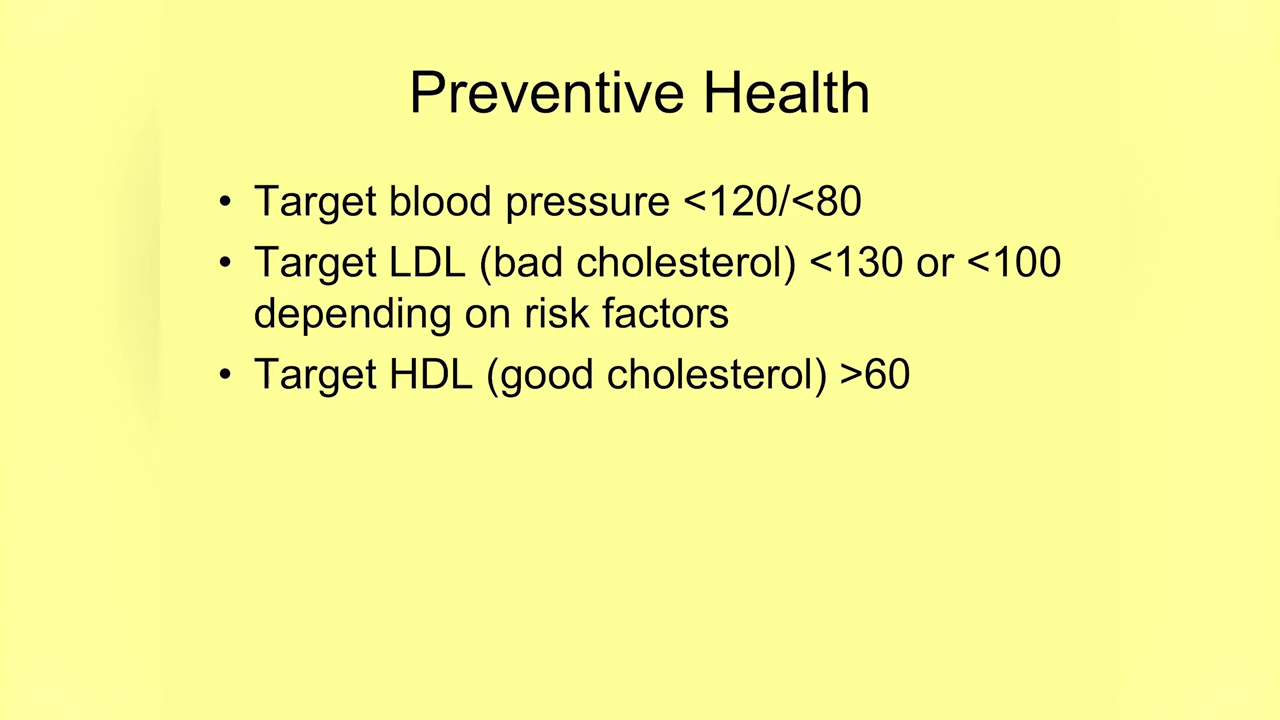 Preventive Health
• Target blood pressure <120/<80
• Target LDL (bad cholesterol) <130 or <100
depending on risk factors
• Target HDL (good cholesterol) >60